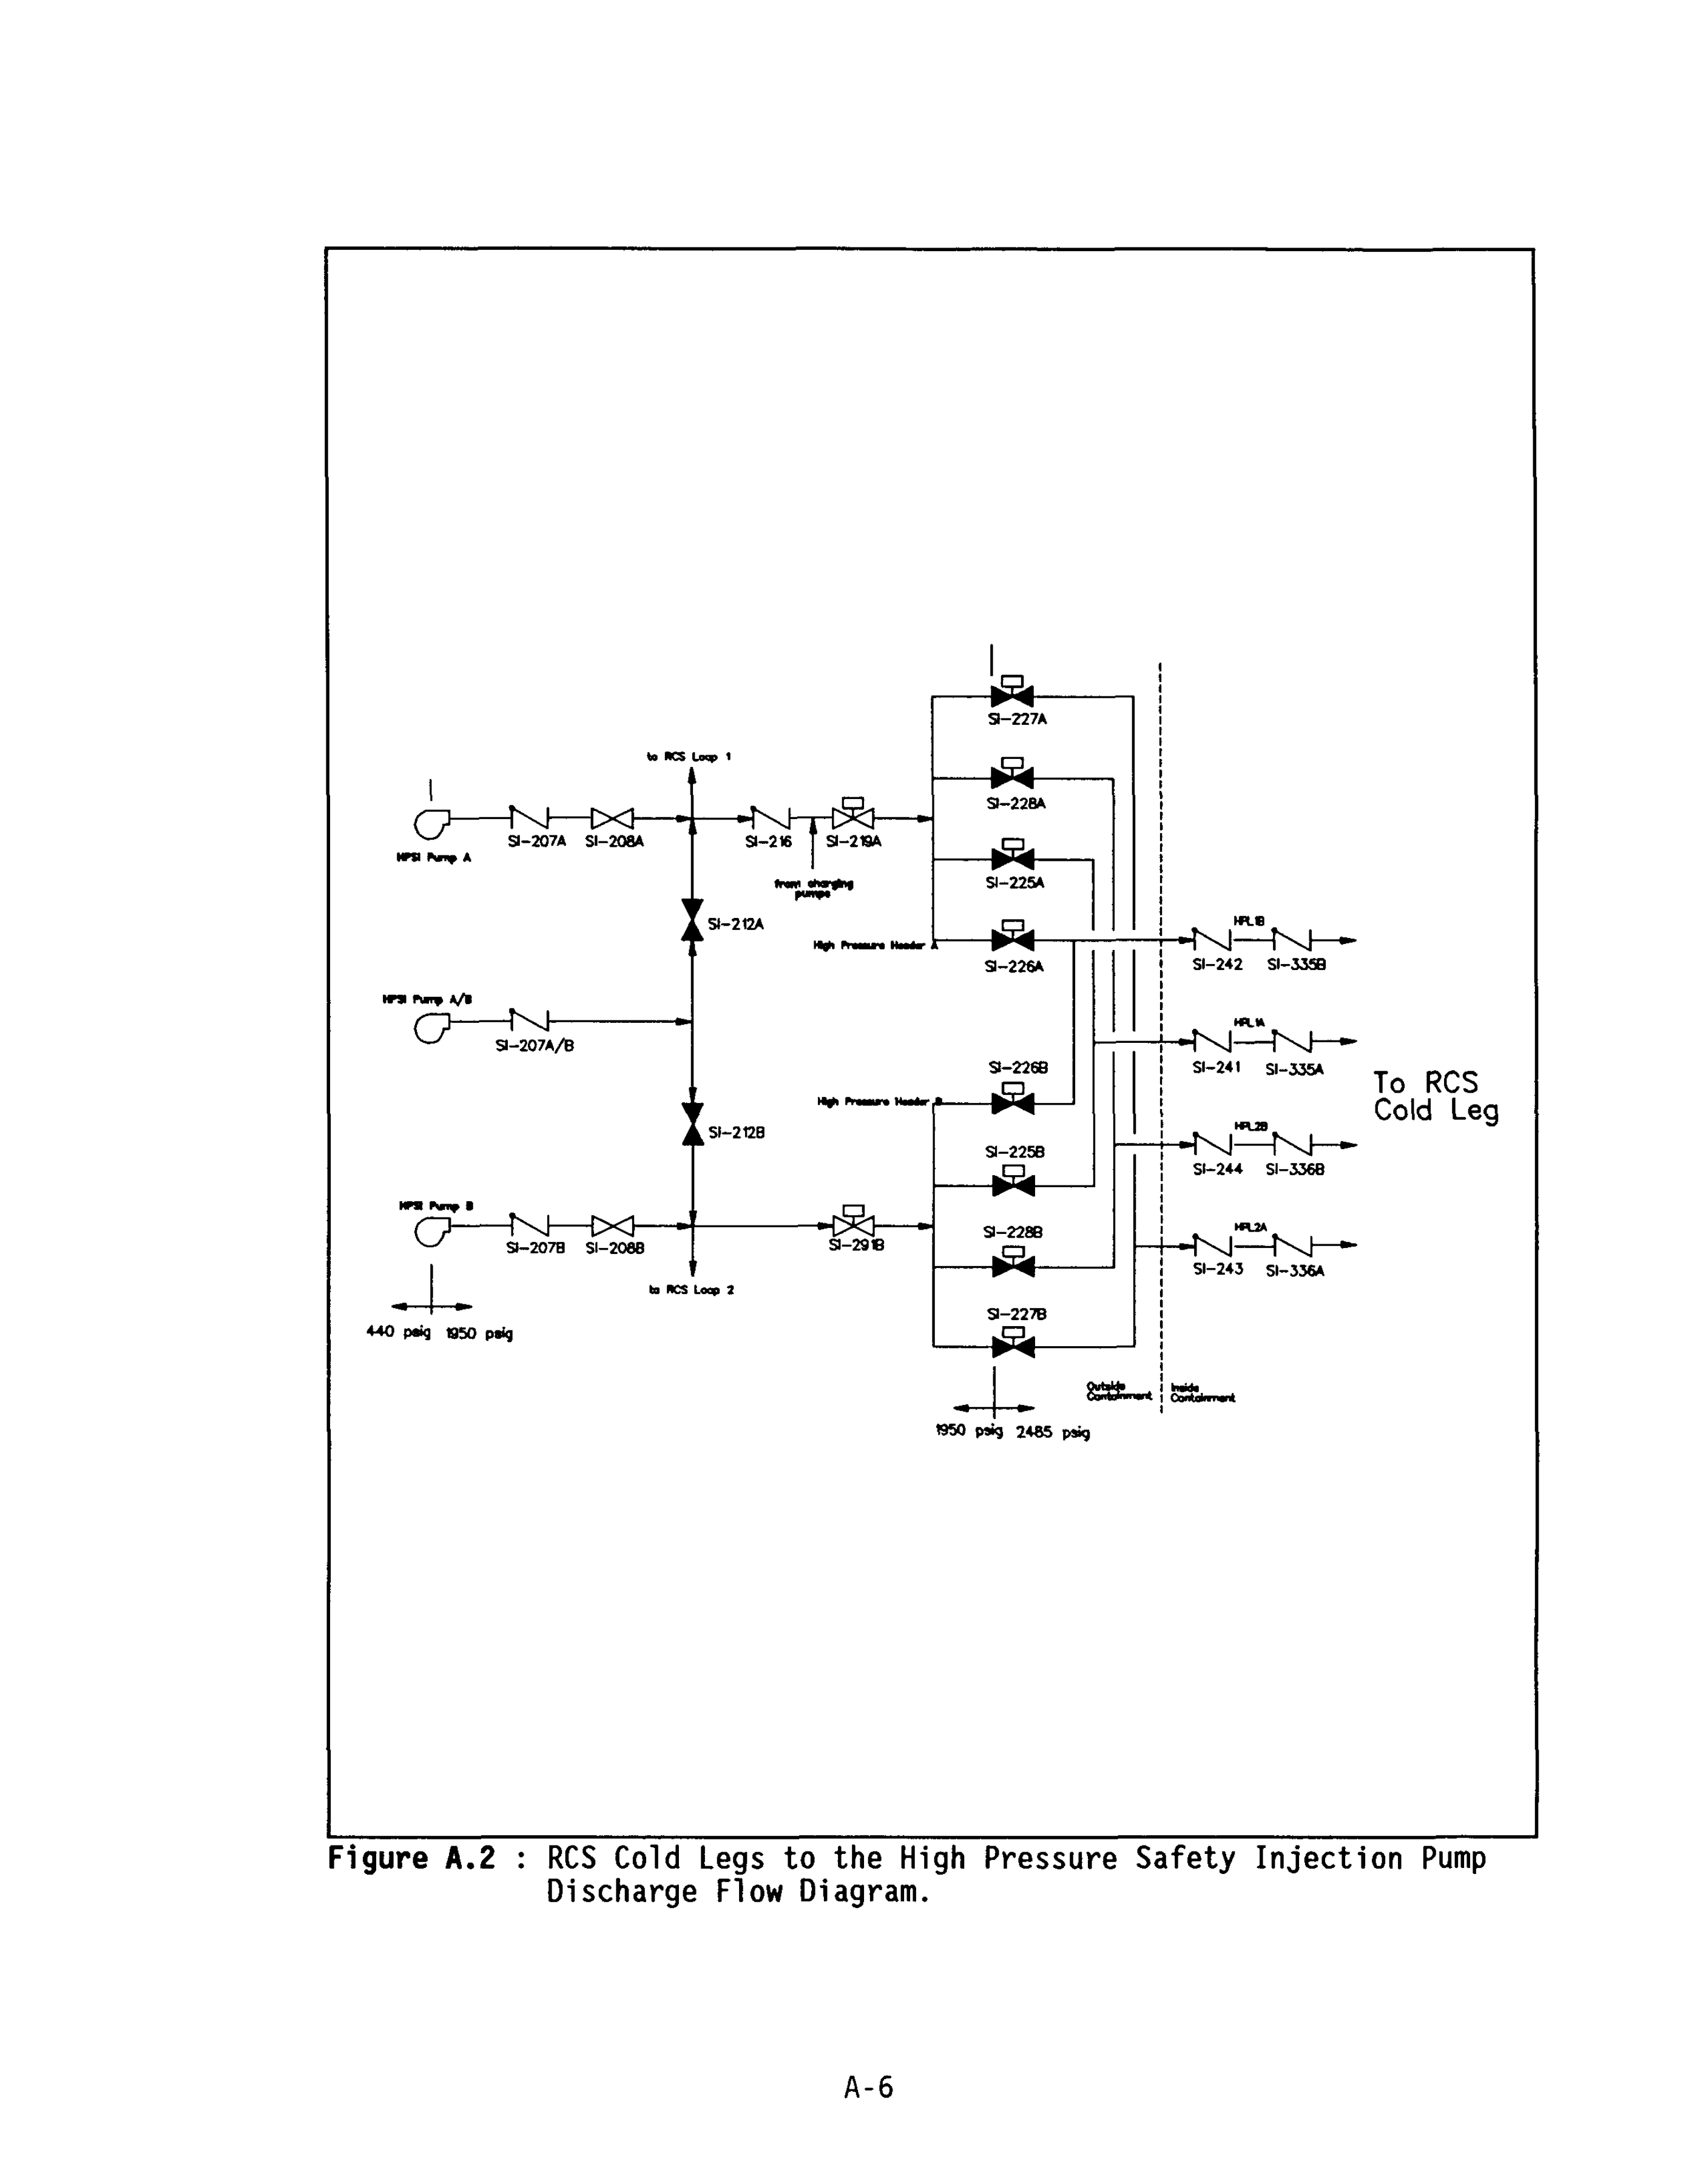 SI-227A
to RCS Loop 1
SI-228A
SI-207A SI-208A SI-216 SI-219A
HPSI Pump A
from charging
pumps
SI-225A
SI-212A
High Pressure Header A
SI-226A
HPL1B
SI-242 SI-335B
HPSI Pump A/B
SI-207A/B
HPL1A
SI-241 SI-335A
SI-226B
To RCS
Cold Leg
High Pressure Header B
SI-212B
HPL2B
SI-225B
SI-244 SI-336B
HPSI Pump B
SI-207B SI-208B SI-291B
SI-228B
HPL2A
SI-243 SI-336A
to RCS Loop 2
SI-227B
440 psig 1950 psig
Outside
Containment
Inside
Containment
1950 psig 2485 psig
Figure A.2 : RCS Cold Legs to the High Pressure Safety Injection Pump
Discharge Flow Diagram.
A-6